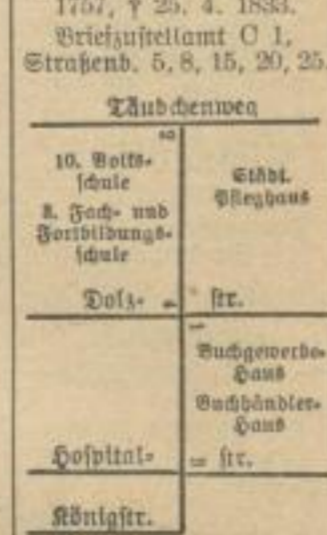 1757, † 25. 4. 1833.
Briefzustellamt C 1,
Straßenb. 5, 8, 15, 20, 25.
Täubchenweg
10. Volks-
schule
Städt.
Pfleghaus
8. Fach- und
Fortbildungs-
schule
Dolz- str.
Buchgewerbe-
Haus
Buchhändler-
Haus
Hospital- str.
Königstr.